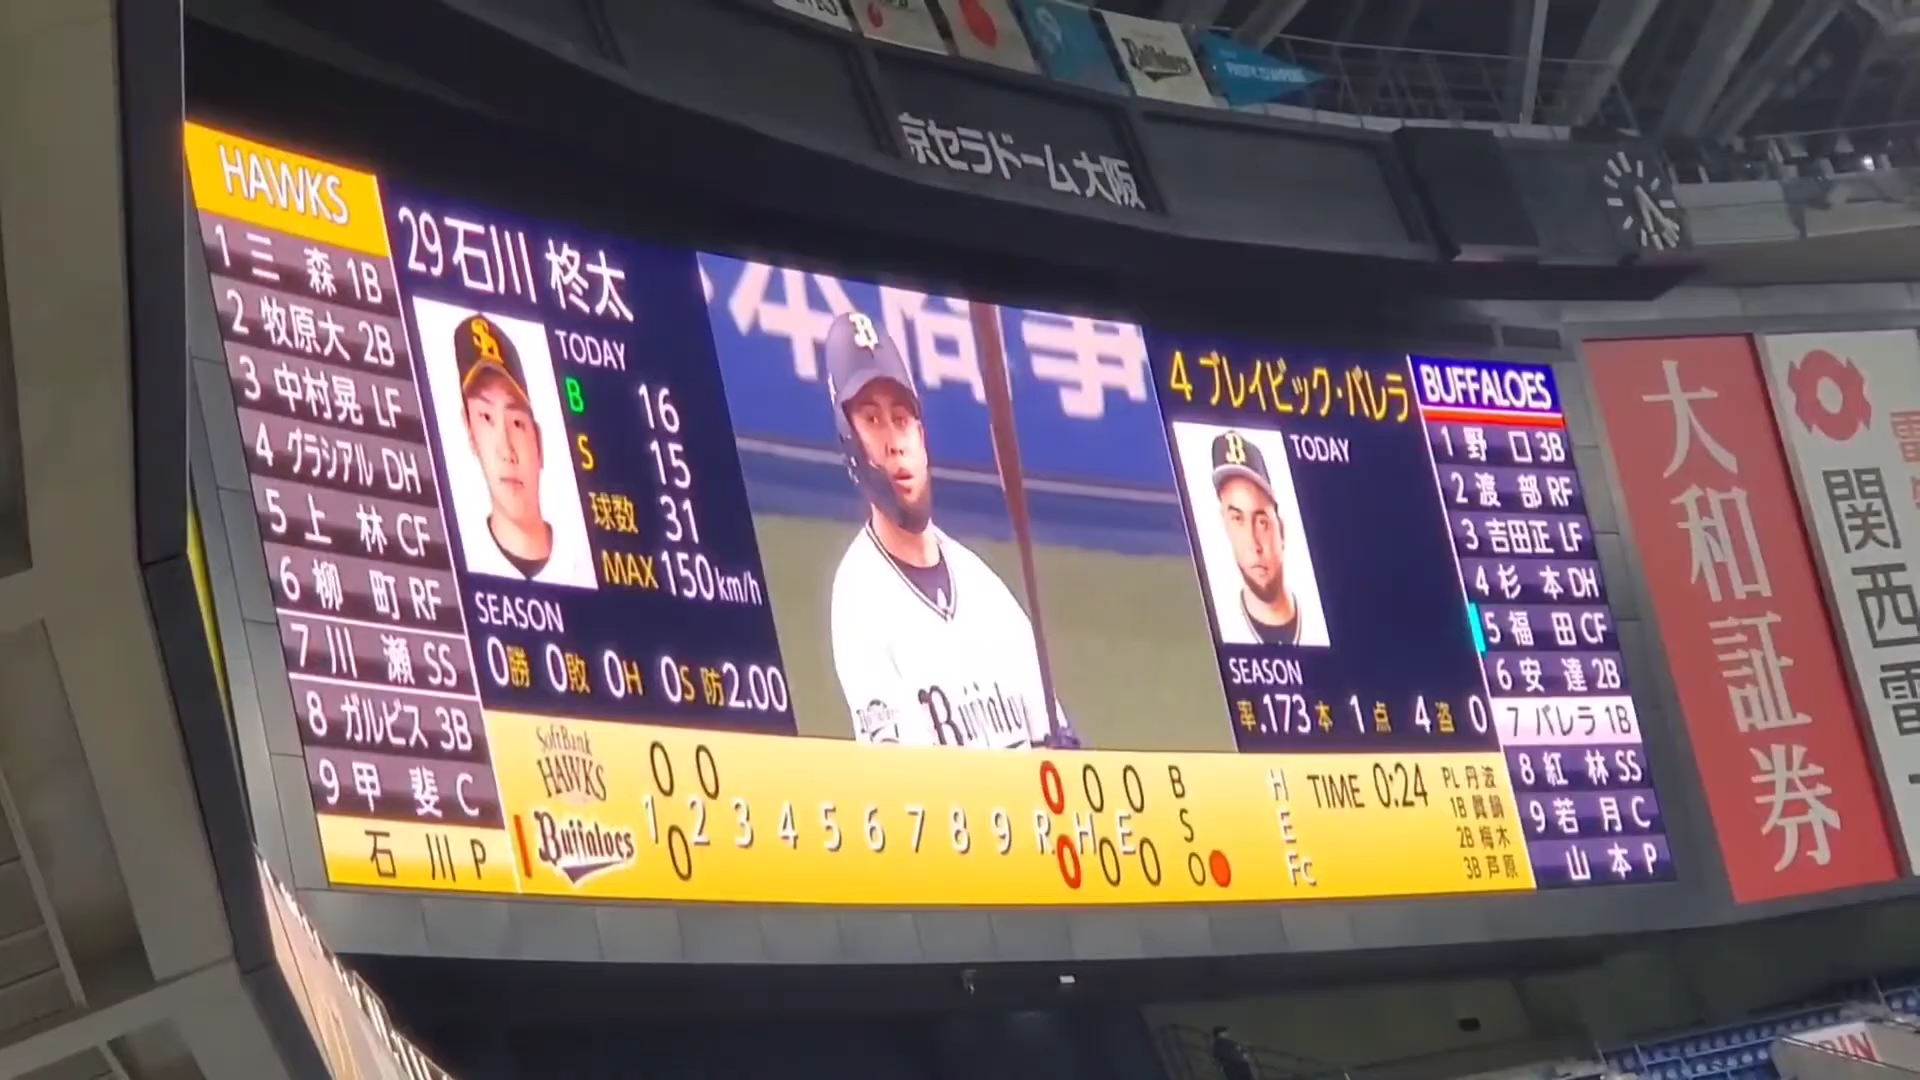 Buffaloes
京セラドーム大阪
HAWKS
1 三 森 1B
2 牧原大 2B
3 中村晃 LF
4 グラシアル DH
5 上 林 CF
6 柳 町 RF
7 川 瀬 SS
8 ガルビス 3B
9 甲 斐 C
石 川 P
29 石川 柊太
TODAY
B 16
S 15
球数 31
MAX 150km/h
SEASON
0勝 0敗 0H 0S 防2.00
Buffaloes
4 ブレイビック・バレラ
TODAY
SEASON
率.173 本 1 点 4 盗 0
BUFFALOES
1 野 口 3B
2 渡 部 RF
3 吉田正 LF
4 杉 本 DH
5 福 田 CF
6 安 達 2B
7 バレラ 1B
8 紅 林 SS
9 若 月 C
山 本 P
SoftBank
HAWKS
0 0 0 0 0
1 2 3 4 5 6 7 8 9 R H E
Buffaloes
0 0 0 0
B
S
O
H
E
Fc
TIME 0:24
PL 丹波
1B 眞鍋
2B 梅木
3B 芦原
大和証券
関西電